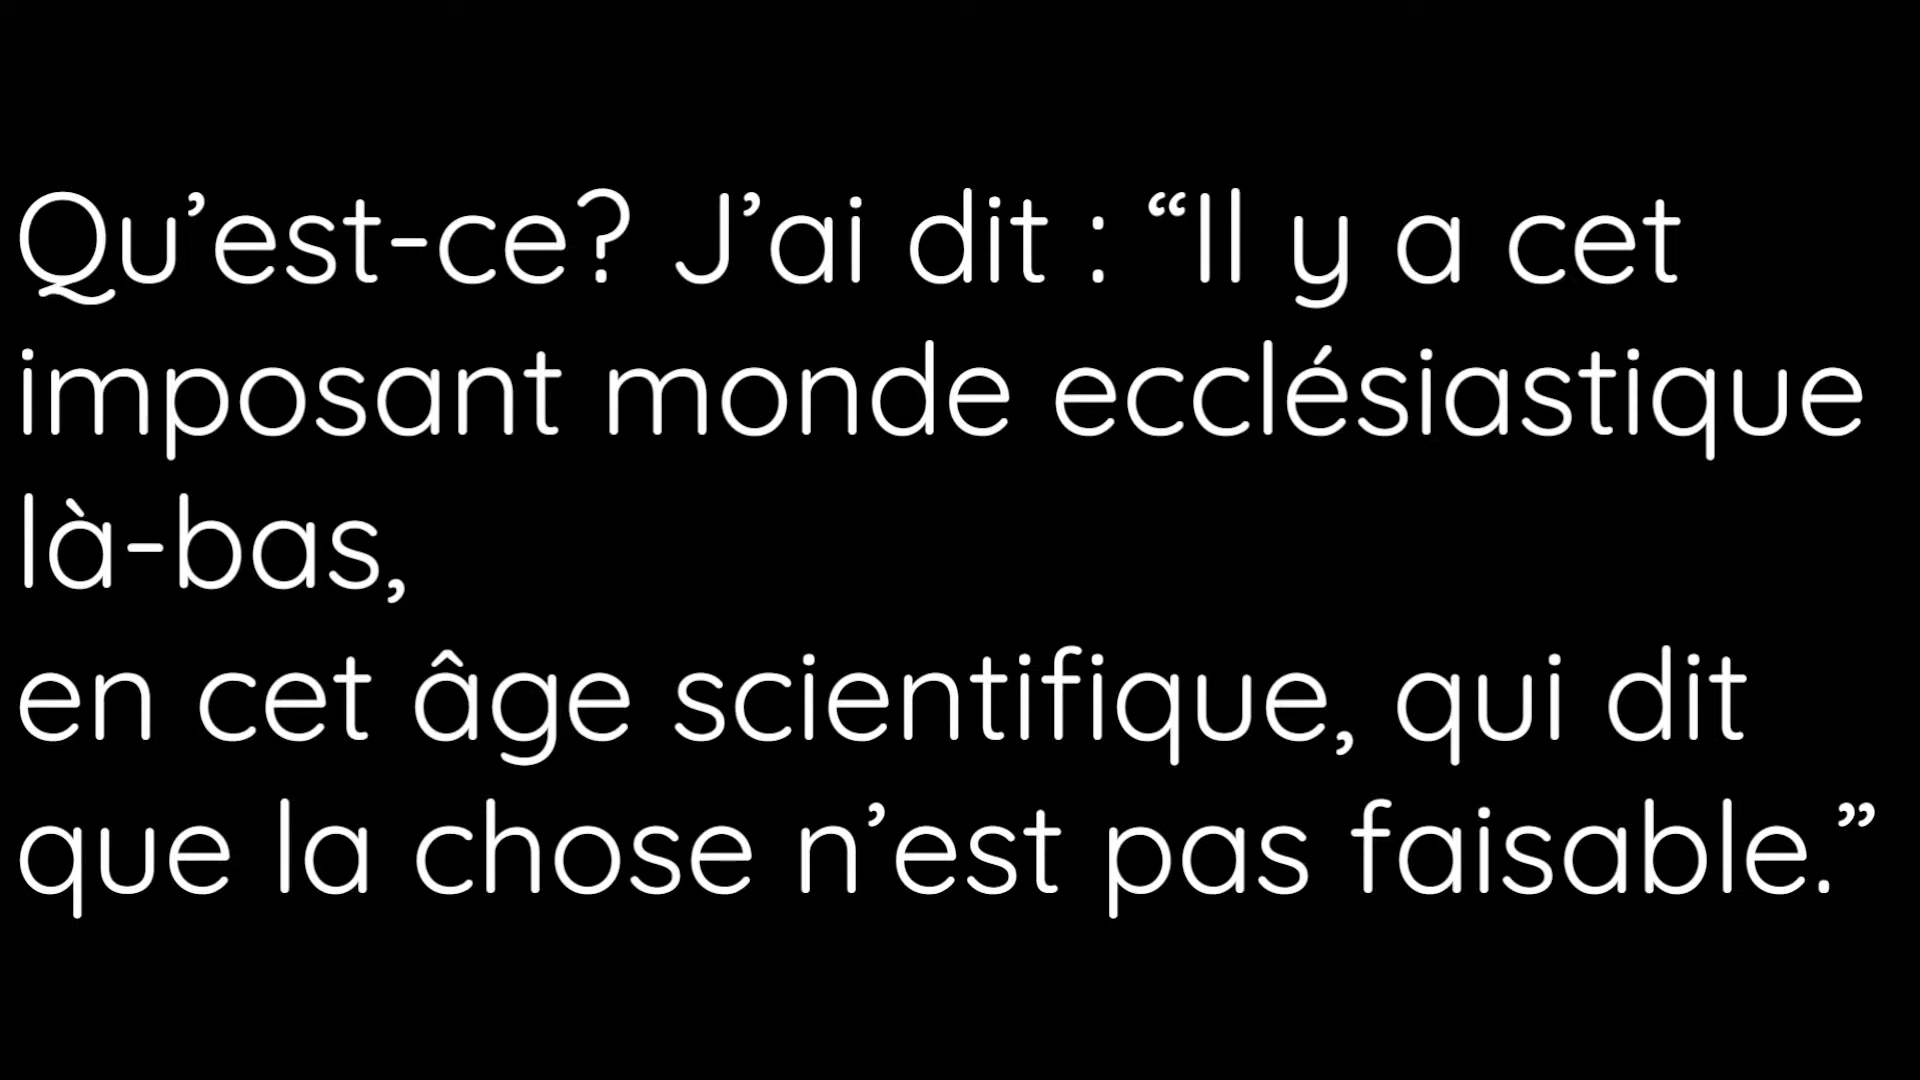 Qu’est-ce? J’ai dit : “Il y a cet
imposant monde ecclésiastique
là-bas,
en cet âge scientifique, qui dit
que la chose n’est pas faisable.”